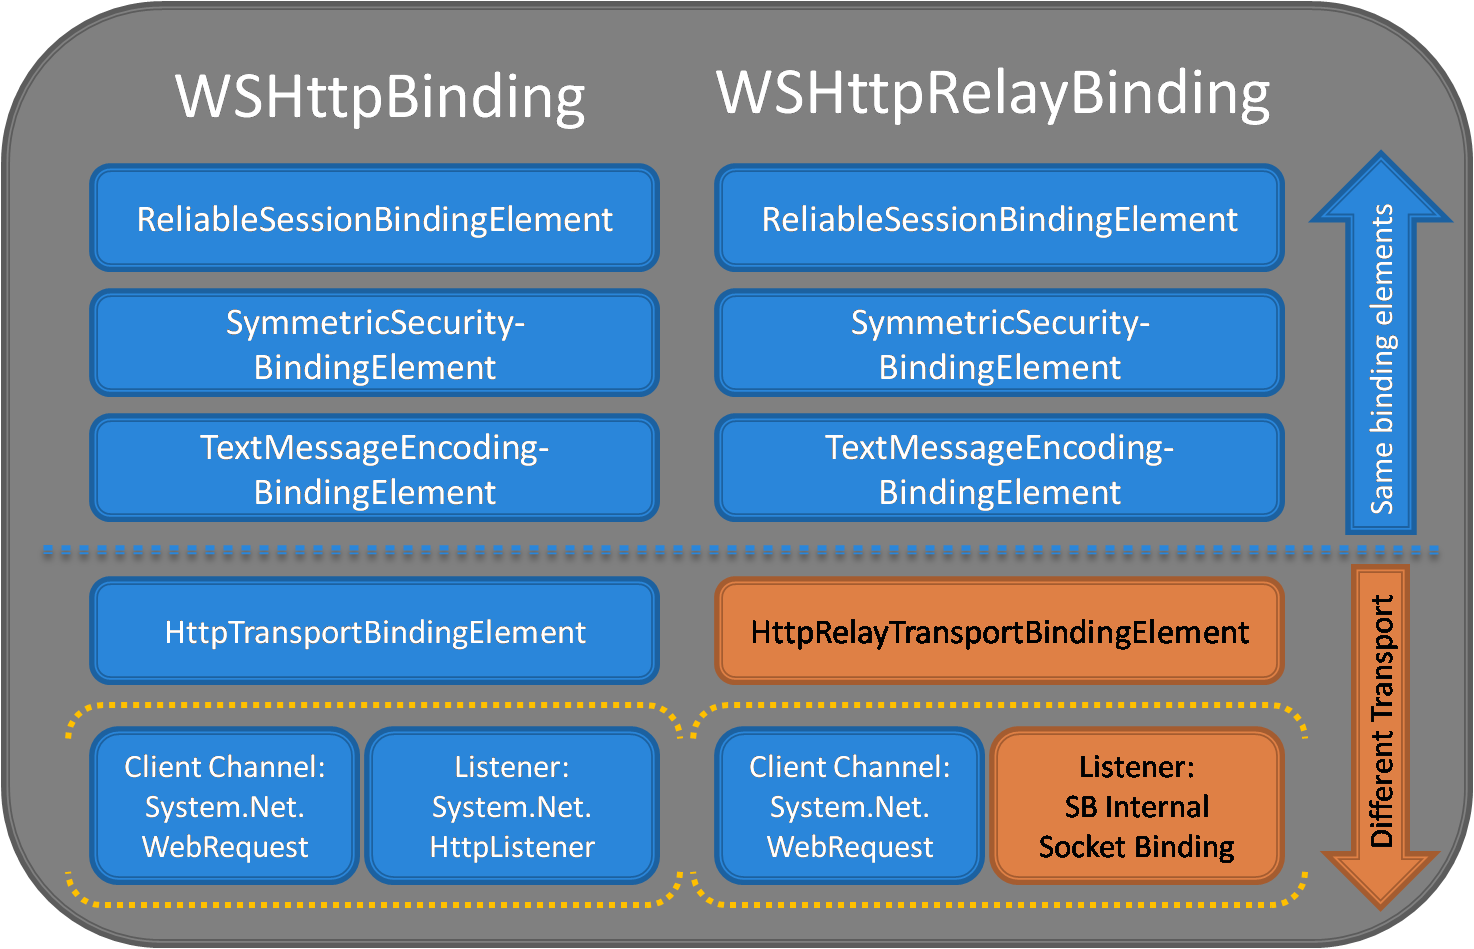 WSHttpBinding
WSHttpRelayBinding
ReliableSessionBindingElement
ReliableSessionBindingElement
SymmetricSecurity-
BindingElement
SymmetricSecurity-
BindingElement
TextMessageEncoding-
BindingElement
TextMessageEncoding-
BindingElement
Same binding elements
HttpTransportBindingElement
HttpRelayTransportBindingElement
Client Channel:
System.Net.
WebRequest
Listener:
System.Net.
HttpListener
Client Channel:
System.Net.
WebRequest
Listener:
SB Internal
Socket Binding
Different Transport